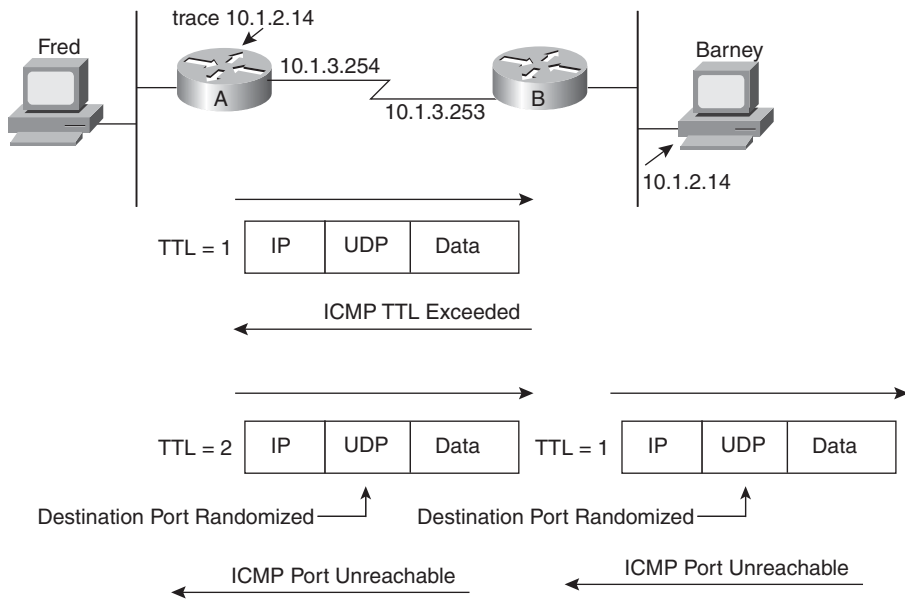 trace 10.1.2.14
Fred
Barney
10.1.3.254
A
B
10.1.3.253
10.1.2.14
TTL = 1 IP UDP Data
ICMP TTL Exceeded
TTL = 2 IP UDP Data TTL = 1 IP UDP Data
Destination Port Randomized Destination Port Randomized
ICMP Port Unreachable ICMP Port Unreachable